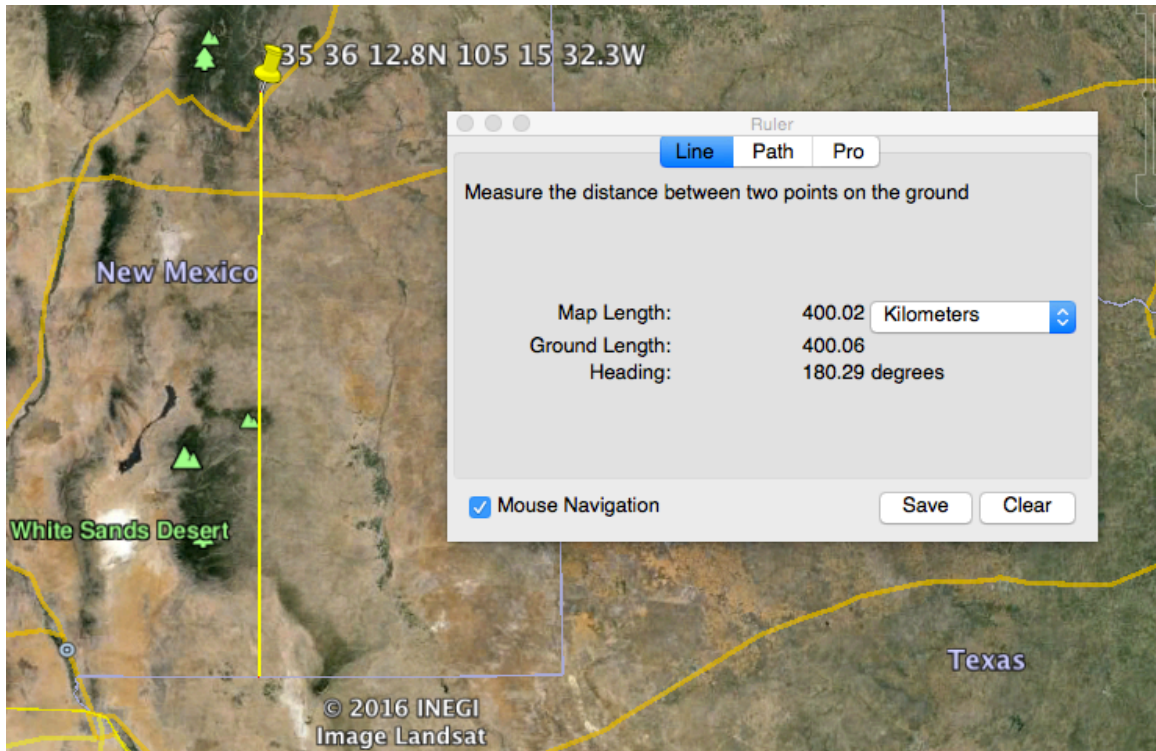 35 36 12.8N 105 15 32.3W
Ruler
Line Path Pro
Measure the distance between two points on the ground
New Mexico
Map Length: 400.02 Kilometers
Ground Length: 400.06
Heading: 180.29 degrees
Mouse Navigation Save Clear
White Sands Desert
Texas
© 2016 INEGI
Image Landsat